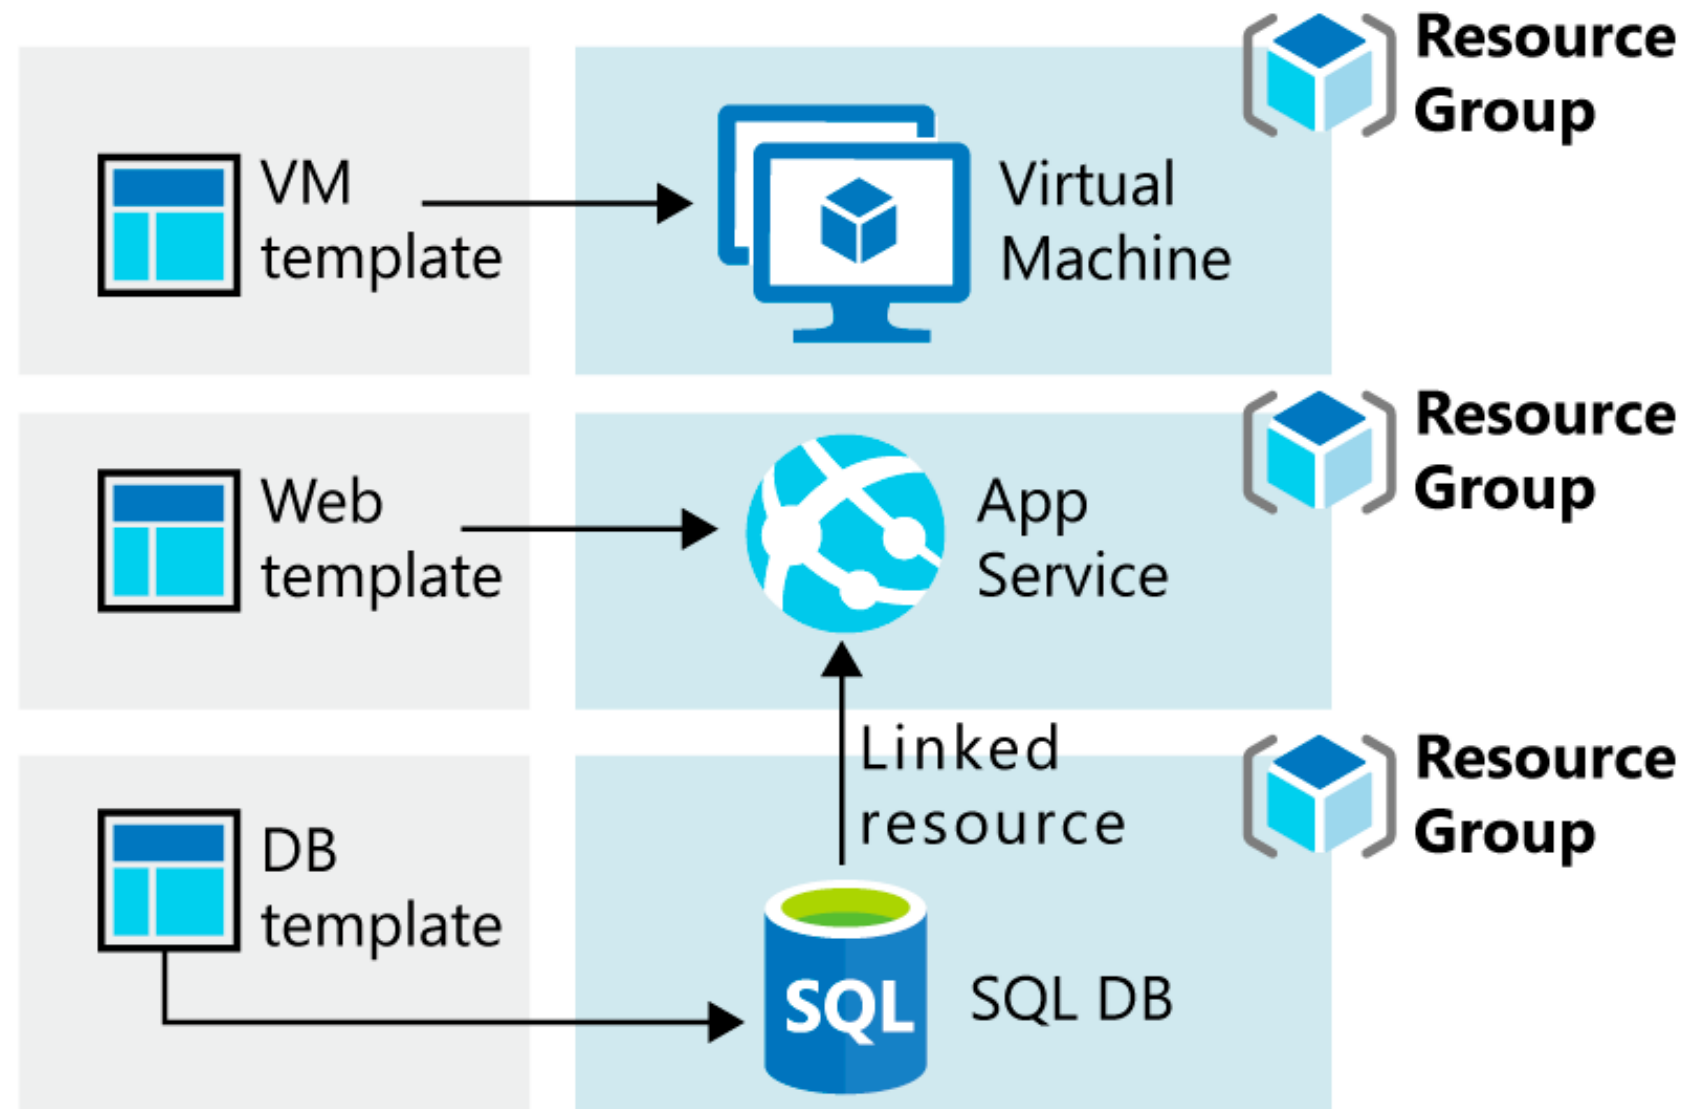 Resource
Group
VM
template
Virtual
Machine
Resource
Group
Web
template
App
Service
Resource
Group
Linked
resource
DB
template
SQL
SQL DB